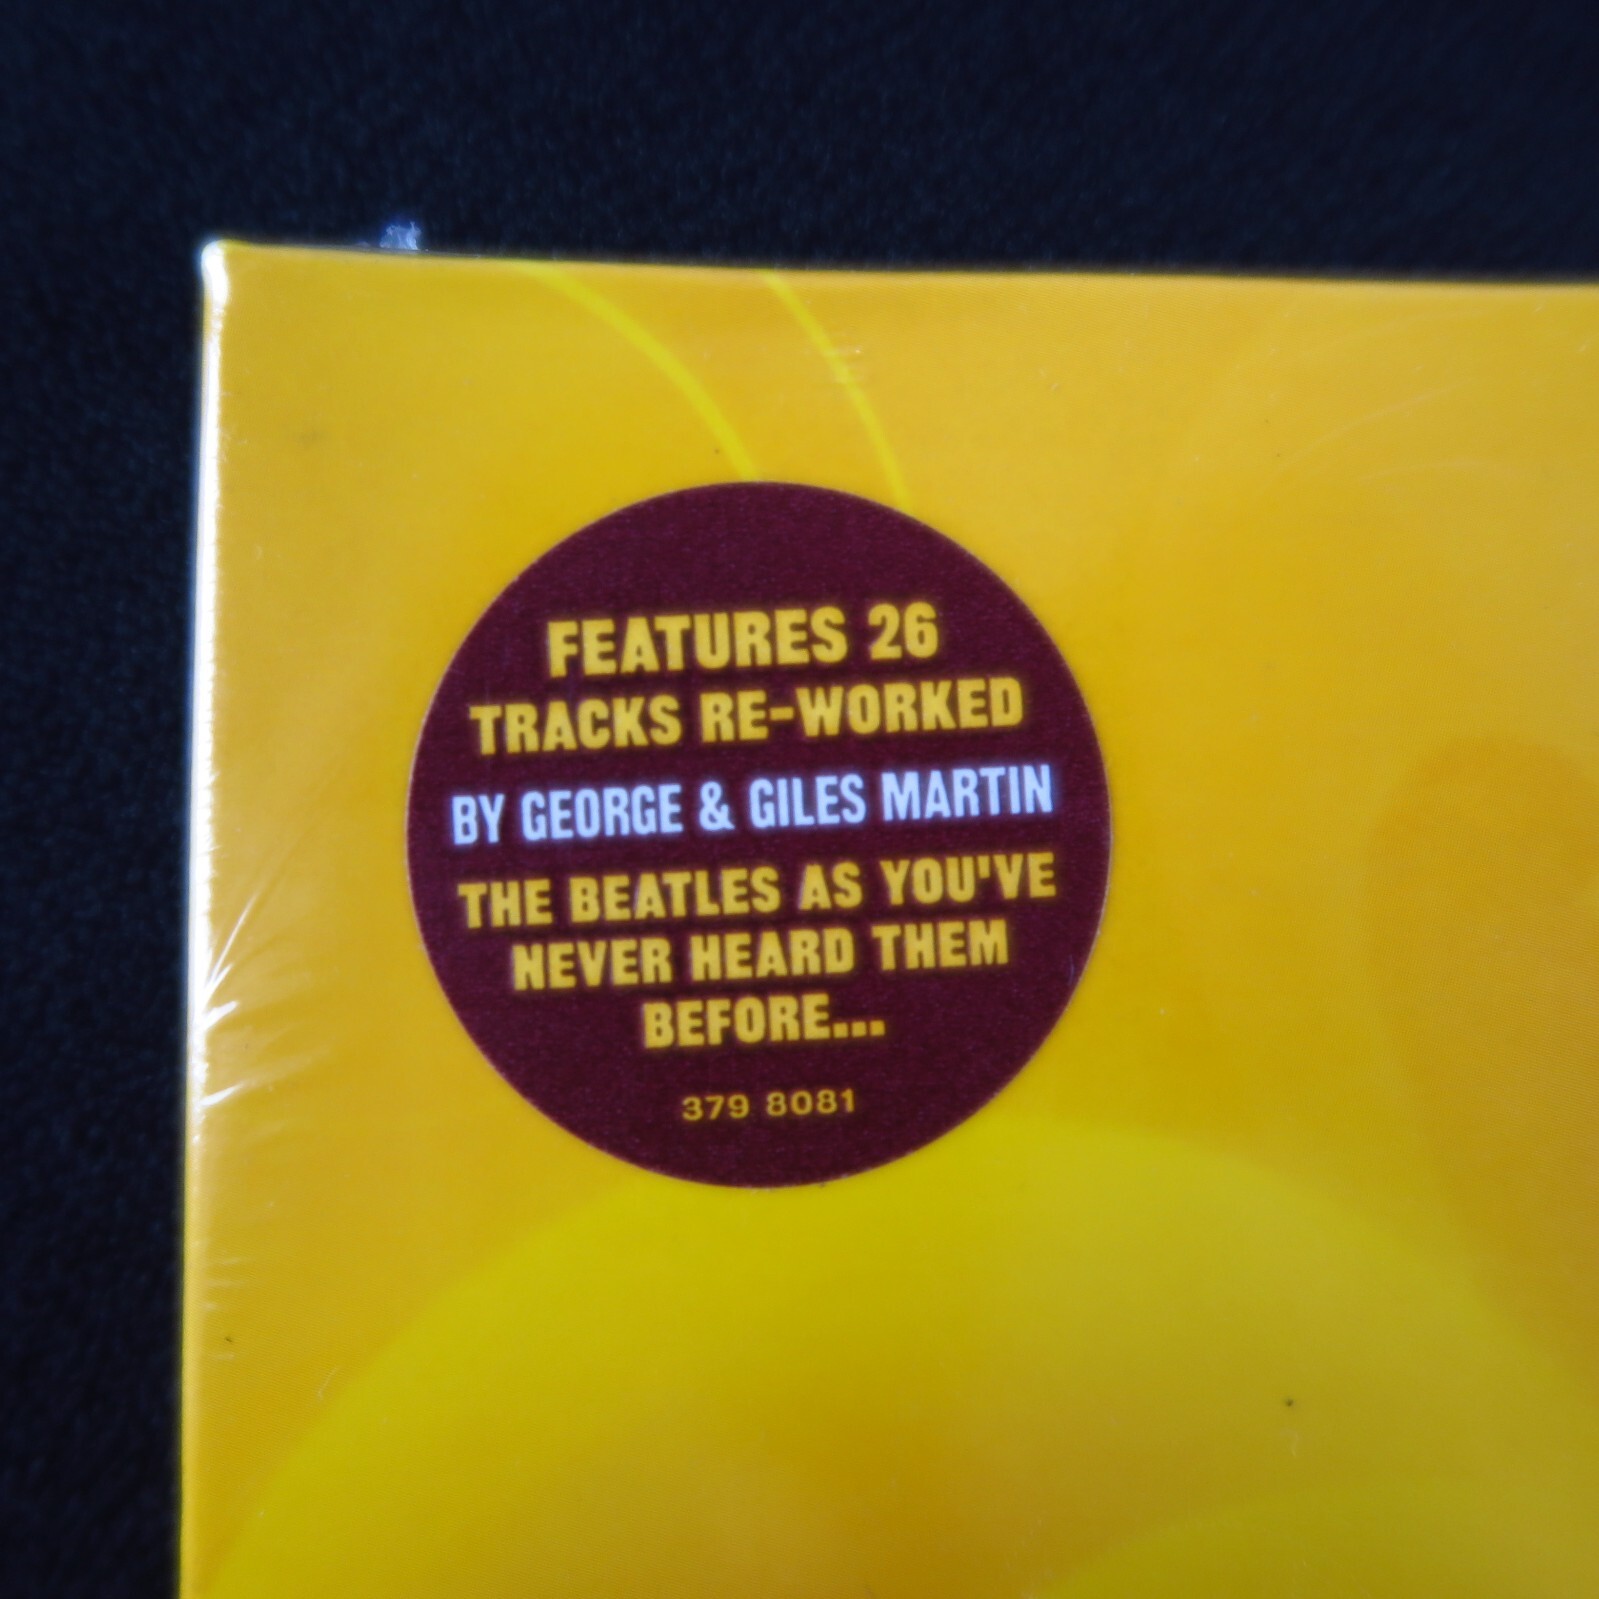 FEATURES 26
TRACKS RE-WORKED
BY GEORGE & GILES MARTIN
THE BEATLES AS YOU'VE
NEVER HEARD THEM
BEFORE...
379 8081